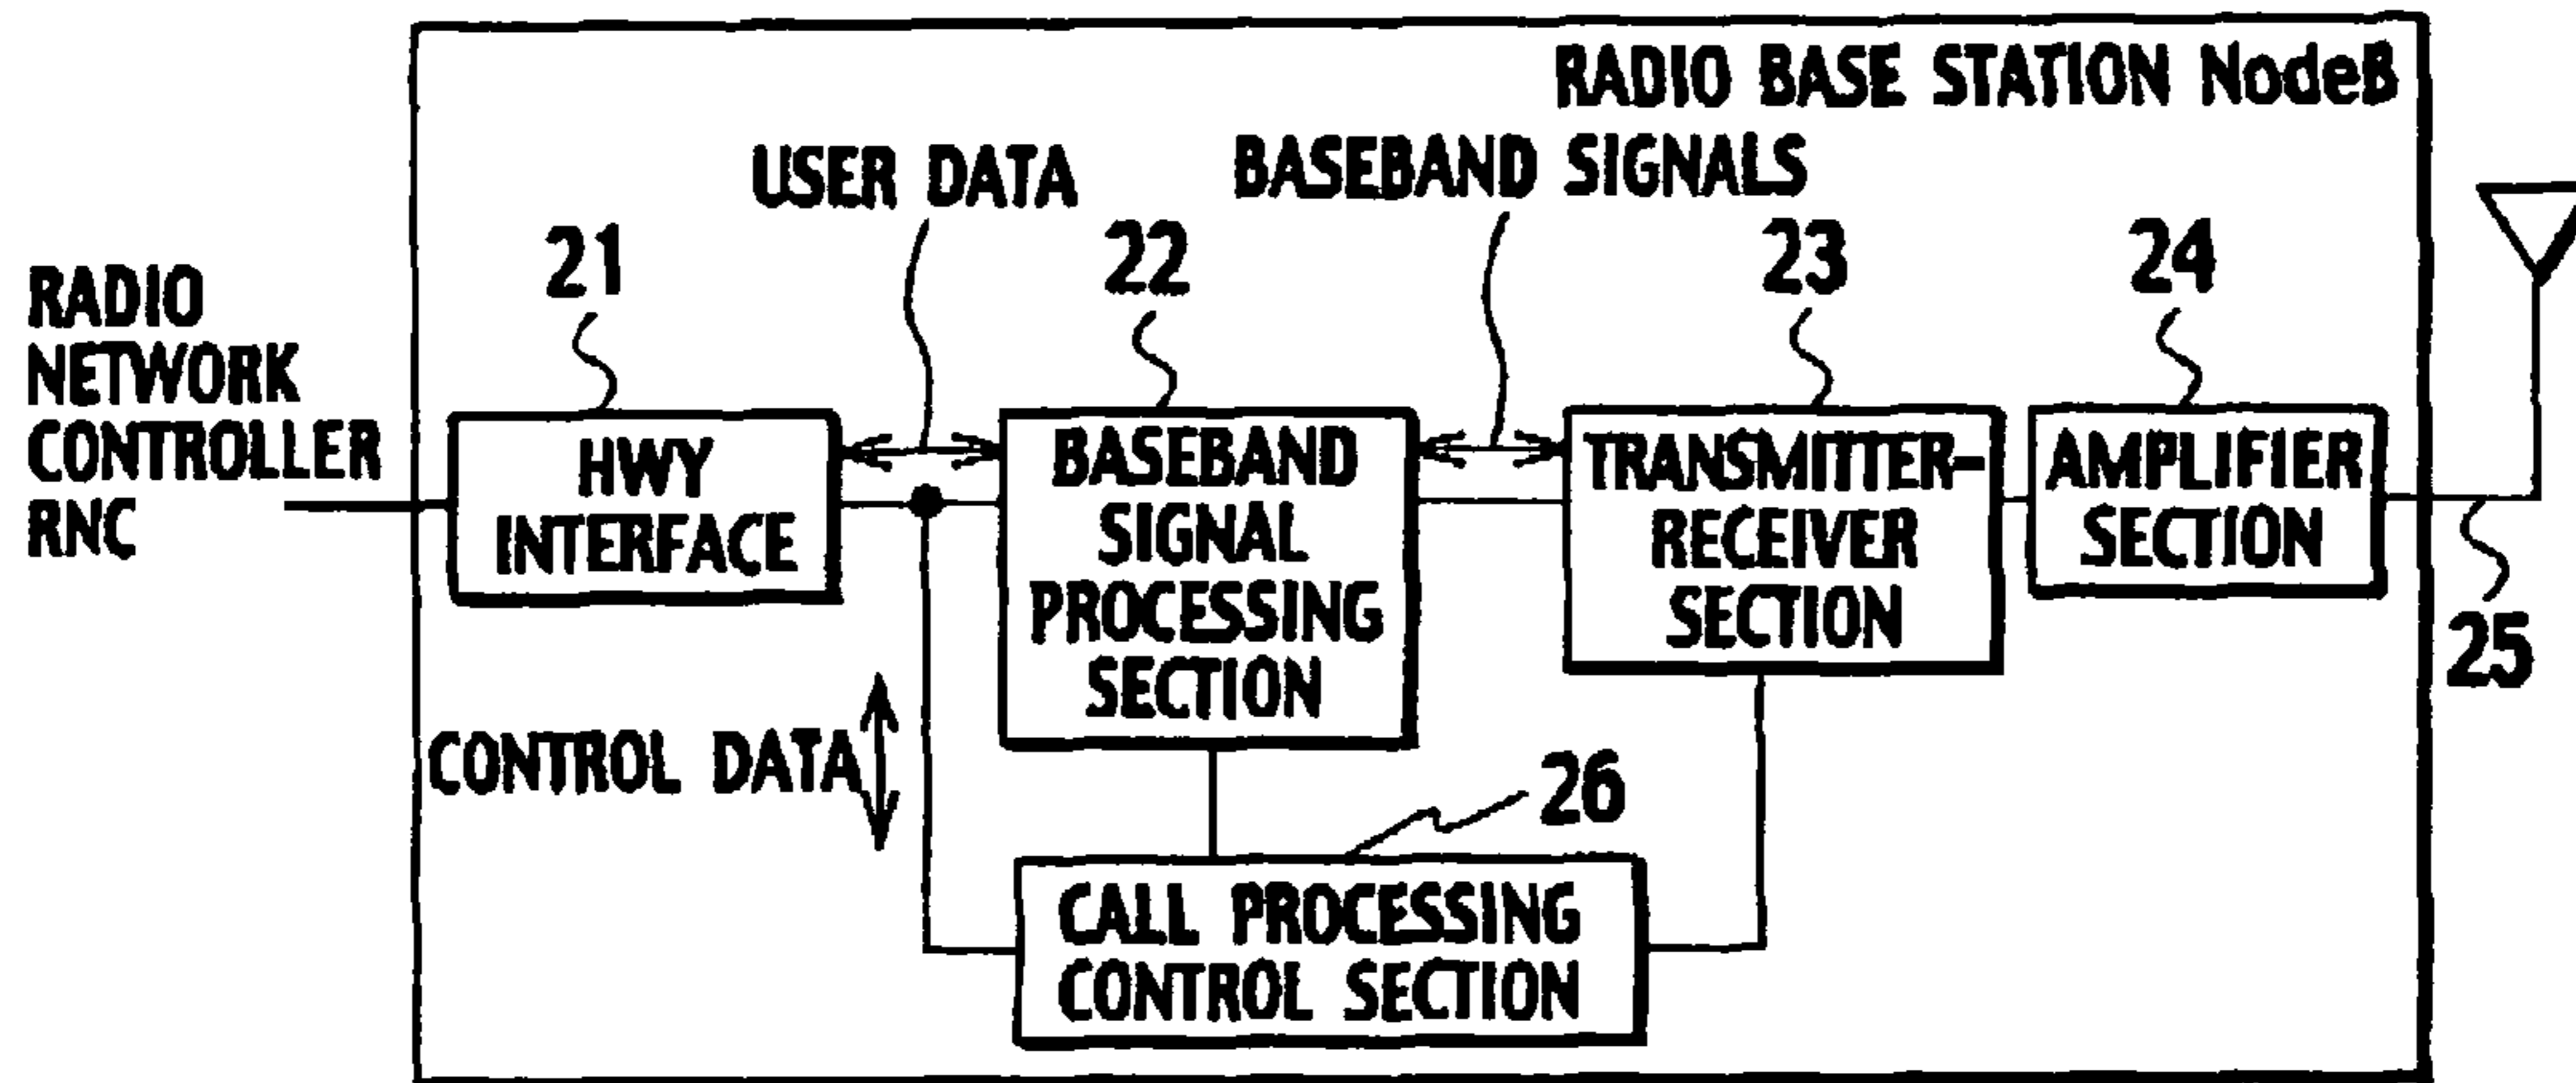 RADIO BASE STATION NodeB
USER DATA
BASEBAND SIGNALS
21
22
23
24
RADIO
NETWORK
CONTROLLER
RNC
HWY
INTERFACE
BASEBAND
SIGNAL
PROCESSING
SECTION
TRANSMITTER-
RECEIVER
SECTION
AMPLIFIER
SECTION
25
CONTROL DATA
26
CALL PROCESSING
CONTROL SECTION